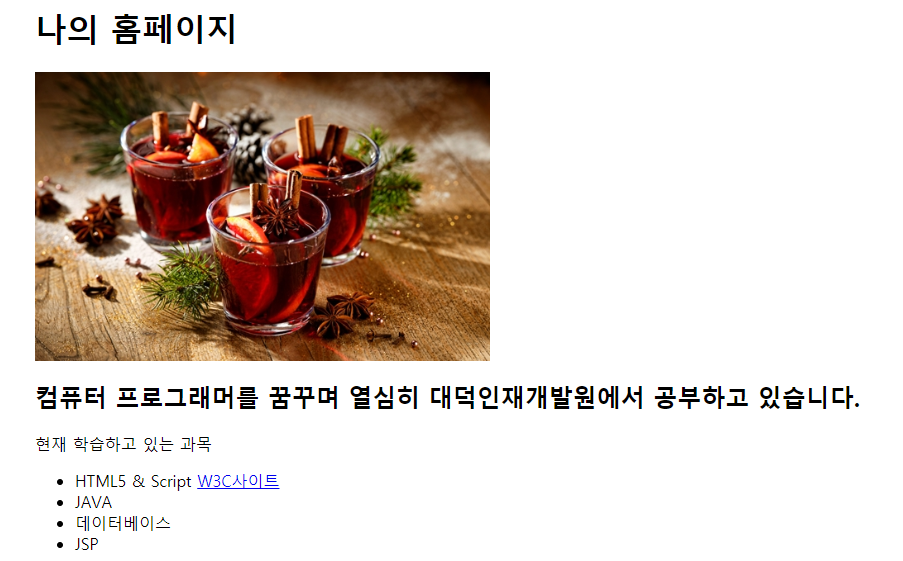 나의 홈페이지
컴퓨터 프로그래머를 꿈꾸며 열심히 대덕인재개발원에서 공부하고 있습니다.
현재 학습하고 있는 과목
HTML5 & Script W3C사이트
JAVA
데이터베이스
JSP